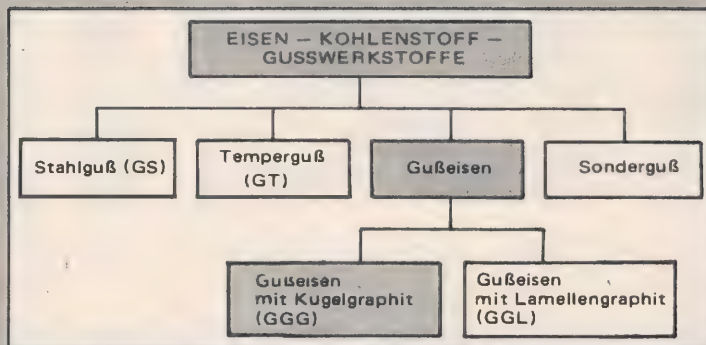 EISEN – KOHLENSTOFF –
GUSSWERKSTOFFE
Stahlguß (GS)
Temperguß
(GT)
Gußeisen
Sonderguß
Gußeisen
mit Kugelgraphit
(GGG)
Gußeisen
mit Lamellengraphit
(GGL)